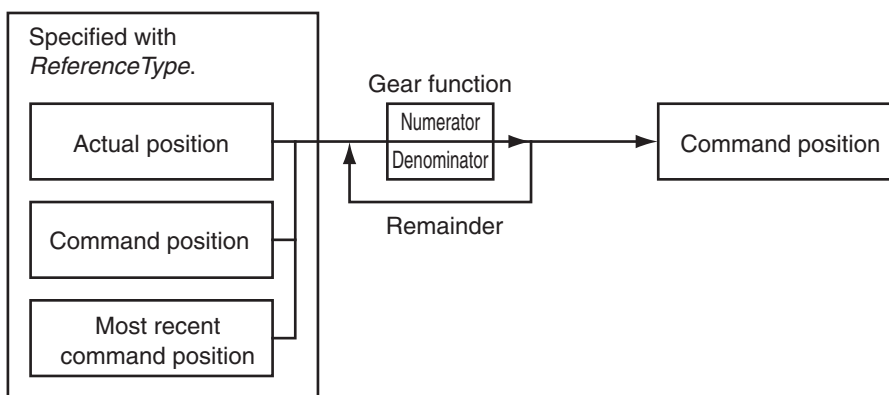 Specified with
ReferenceType.
Actual position
Command position
Most recent
command position
Gear function
Numerator
Denominator
Remainder
Command position